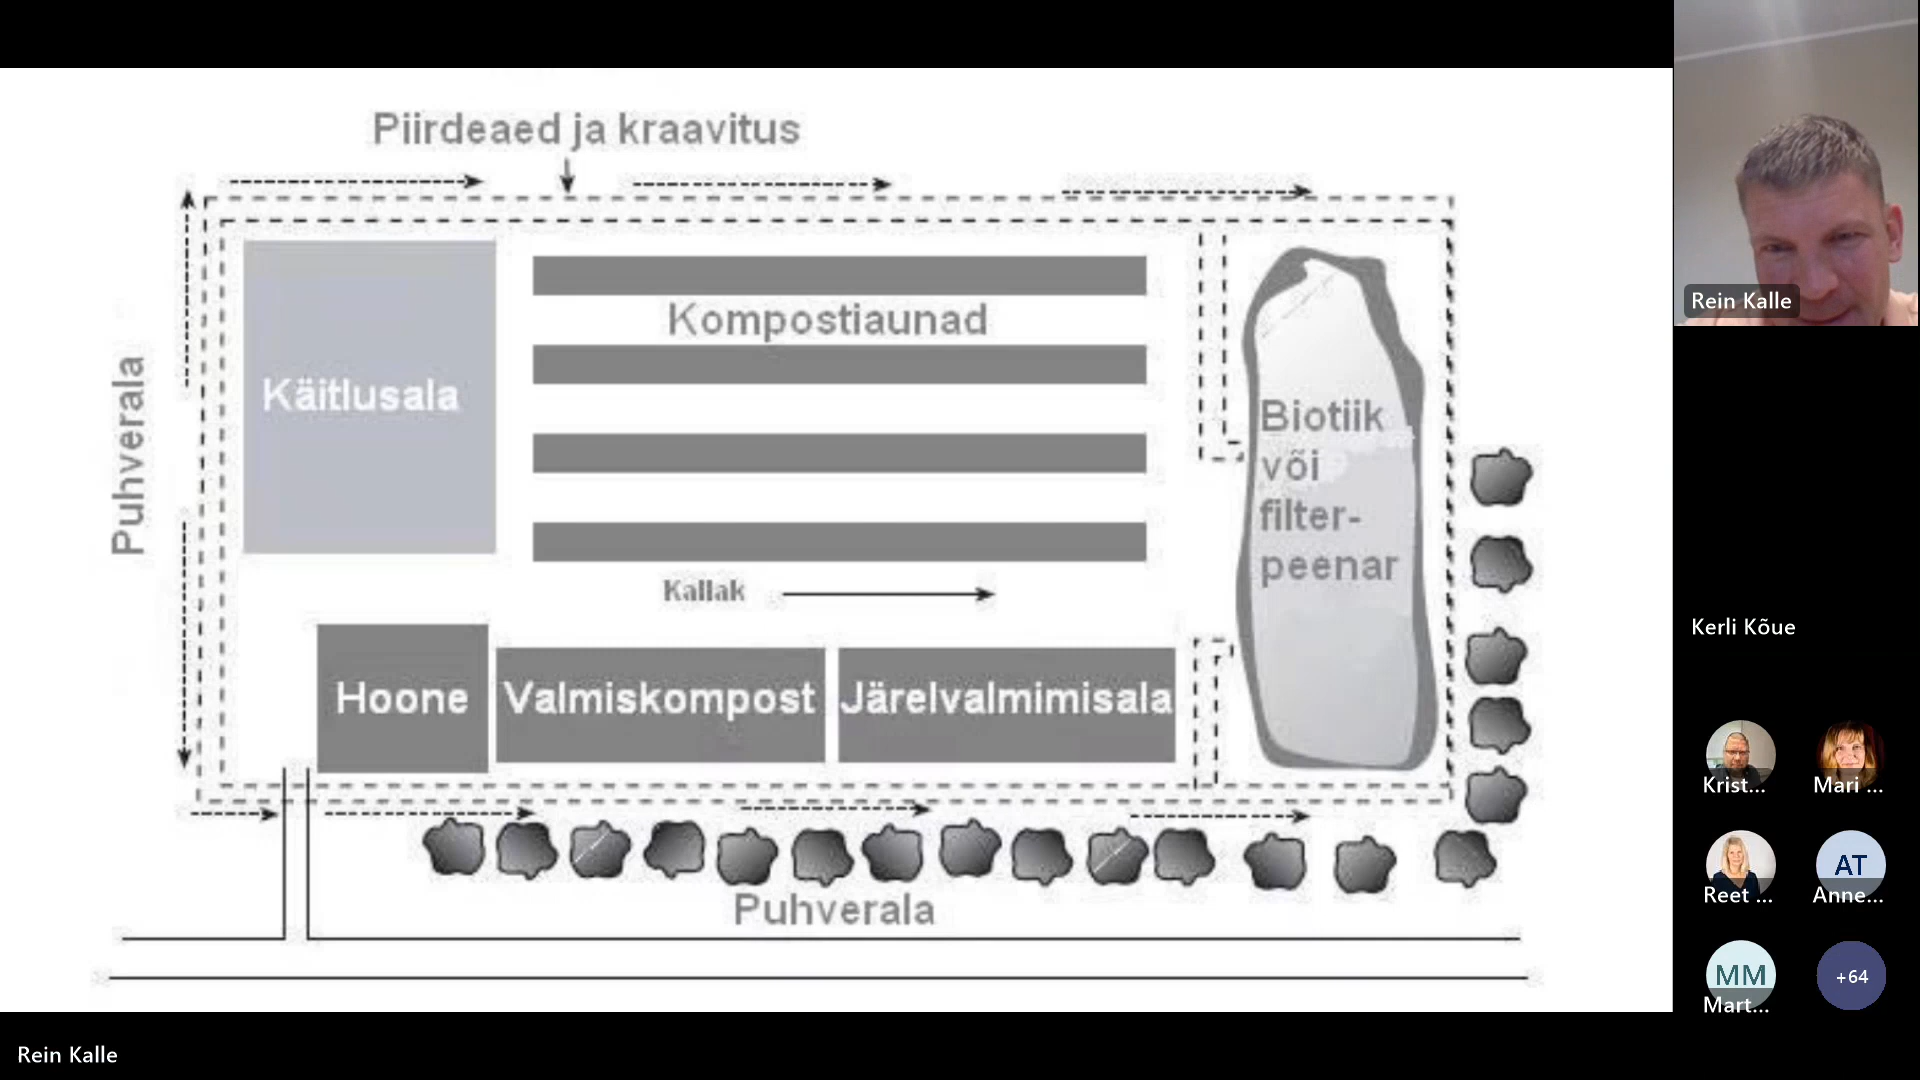 Piirdeaed ja kraavitus
Puhverala
Käitlusala
Kompostiaunad
Biotiik
või
filter-
peenar
Kallak
Hoone
Valmiskompost
Järelvalmimisala
Puhverala
Rein Kalle
Rein Kalle
Kerli Kõue
Krist...
Mari ...
Reet ...
AT
Anne...
MM
Mart...
+64